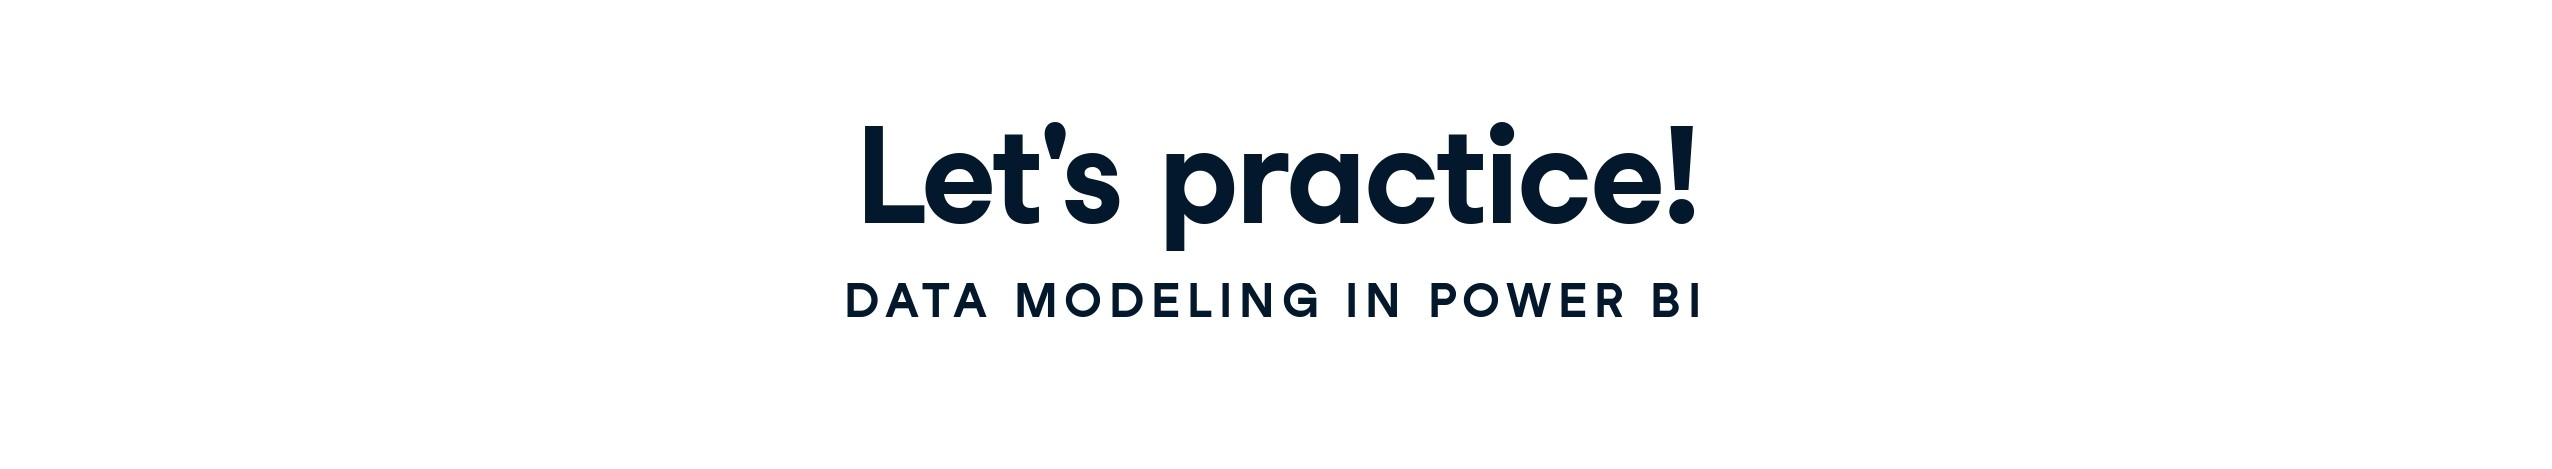 Let's practice!
DATA MODELING IN POWER BI